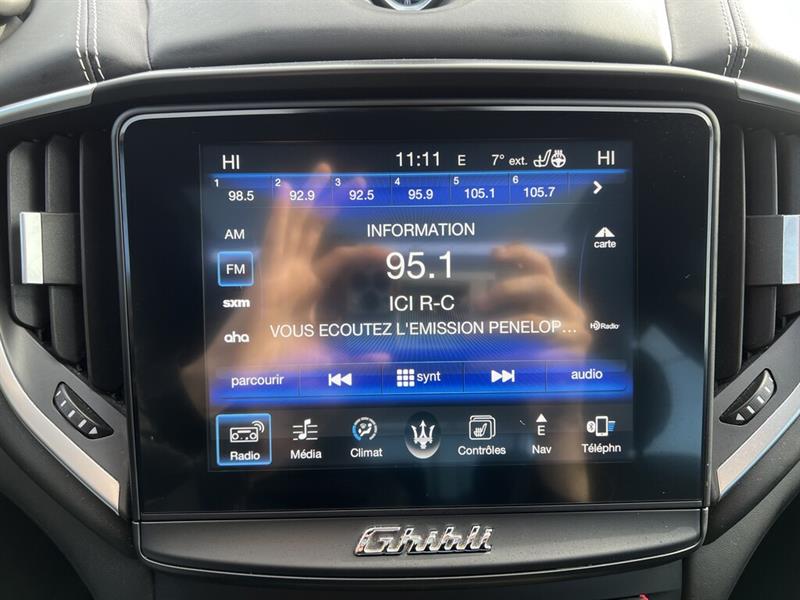 HI 11:11 E 7° ext. HI
1 98.5 2 92.9 3 92.5 4 95.9 5 105.1 6 105.7
AM
INFORMATION
carte
FM
95.1
sxm
ICI R-C
aha
VOUS ECOUTEZ L'EMISSION PENELOP...
HD Radio
parcourir synt audio
Radio Média Climat Contrôles E Nav Téléphn
Ghibli